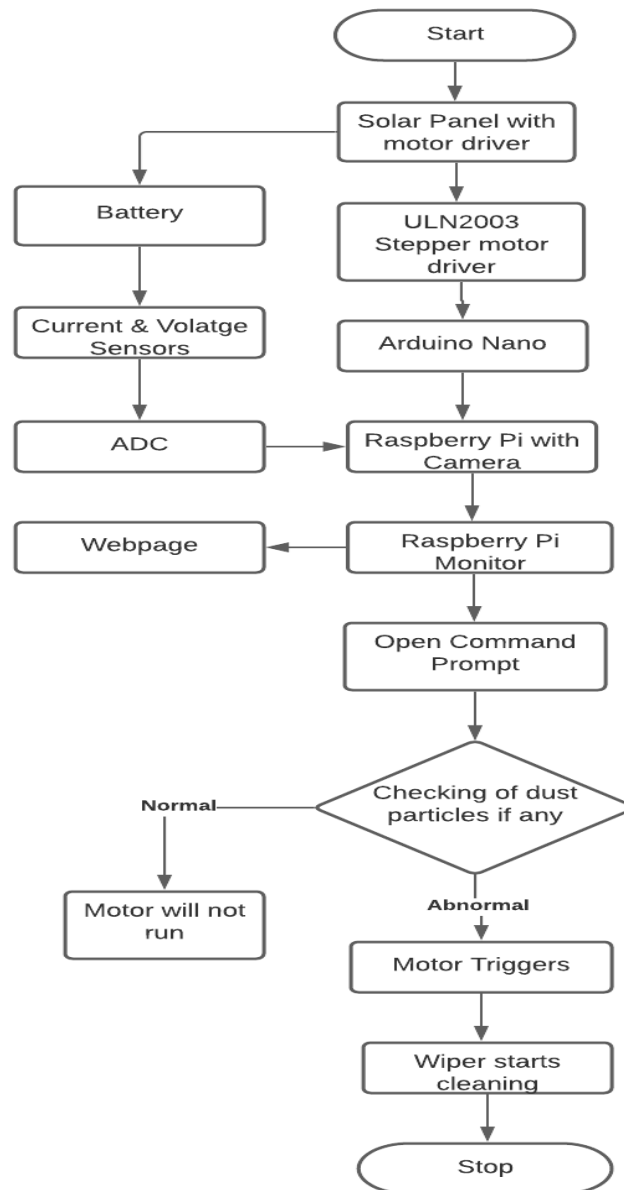 Start
Solar Panel with
motor driver
Battery
ULN2003
Stepper motor
driver
Current & Volatge
Sensors
Arduino Nano
ADC
Raspberry Pi with
Camera
Webpage
Raspberry Pi
Monitor
Open Command
Prompt
Checking of dust
particles if any
Normal
Motor will not
run
Abnormal
Motor Triggers
Wiper starts
cleaning
Stop